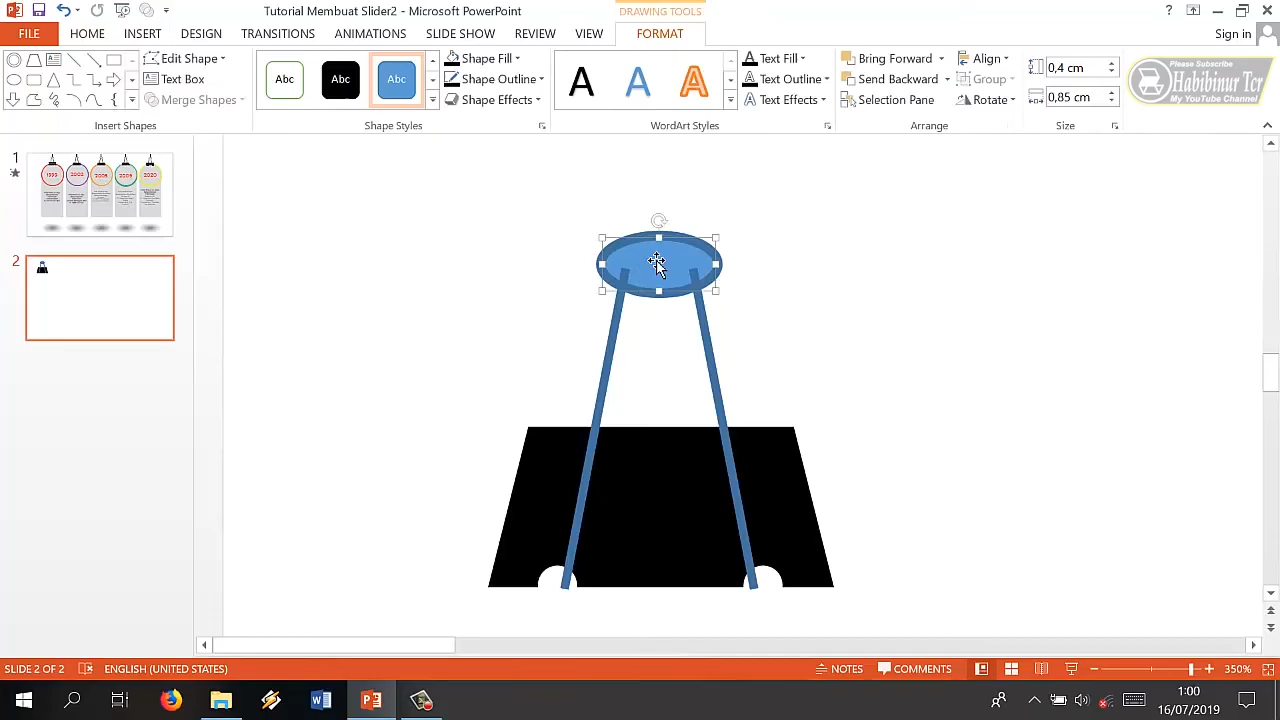 Tutorial Membuat Slider2 - Microsoft PowerPoint
DRAWING TOOLS
?
FILE
HOME
INSERT
DESIGN
TRANSITIONS
ANIMATIONS
SLIDE SHOW
REVIEW
VIEW
FORMAT
Sign in
Edit Shape
Text Box
Merge Shapes
Insert Shapes
Abc
Abc
Abc
Shape Fill
Shape Outline
Shape Effects
Shape Styles
A
A
A
Text Fill
Text Outline
Text Effects
WordArt Styles
Bring Forward
Send Backward
Selection Pane
Align
Group
Rotate
Arrange
0,4 cm
0,85 cm
Size
Please Subscribe
Habibinur Tcr
My YouTube Channel
1
2
SLIDE 2 OF 2
ENGLISH (UNITED STATES)
NOTES
COMMENTS
350%
1:00
16/07/2019